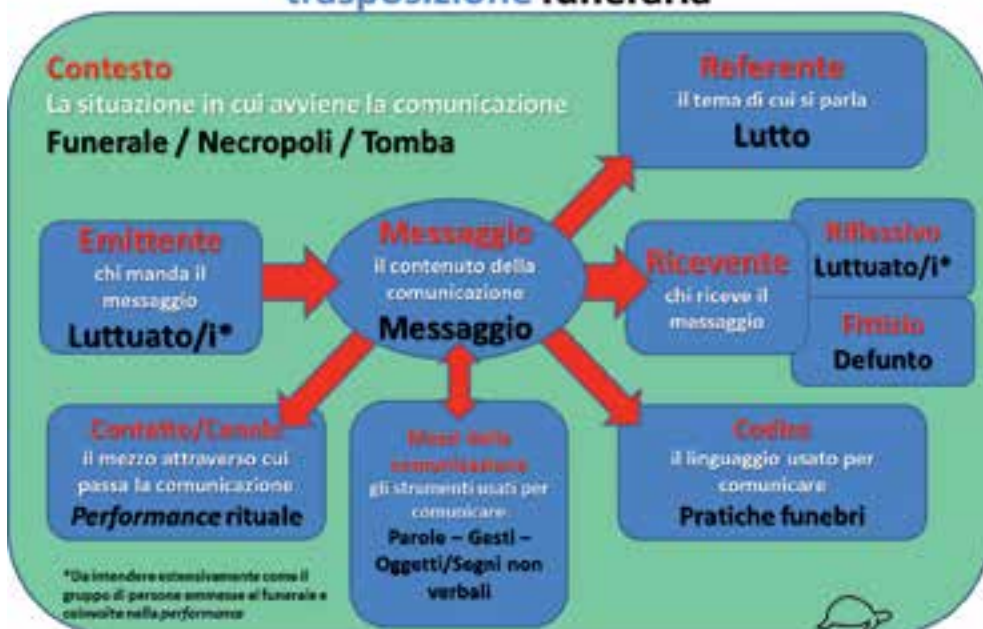 trasposizione funeraria
Contesto
La situazione in cui avviene la comunicazione
Funerale / Necropoli / Tomba
Referente
il tema di cui si parla
Lutto
Emittente
chi manda il
messaggio
Luttuato/i*
Messaggio
il contenuto della
comunicazione
Messaggio
Ricevente
chi riceve il
messaggio
Riflessivo
Luttuato/i*
Fittizio
Defunto
Contatto/Canale
il mezzo attraverso cui
passa la comunicazione
Performance rituale
Mezzi della
comunicazione
gli strumenti usati per
comunicare
Parole – Gesti –
Oggetti/Segni non
verbali
Codice
il linguaggio usato per
comunicare
Pratiche funebri
*Da intendere estensivamente come il
gruppo di persone ammesse al funerale e
coinvolte nella performance